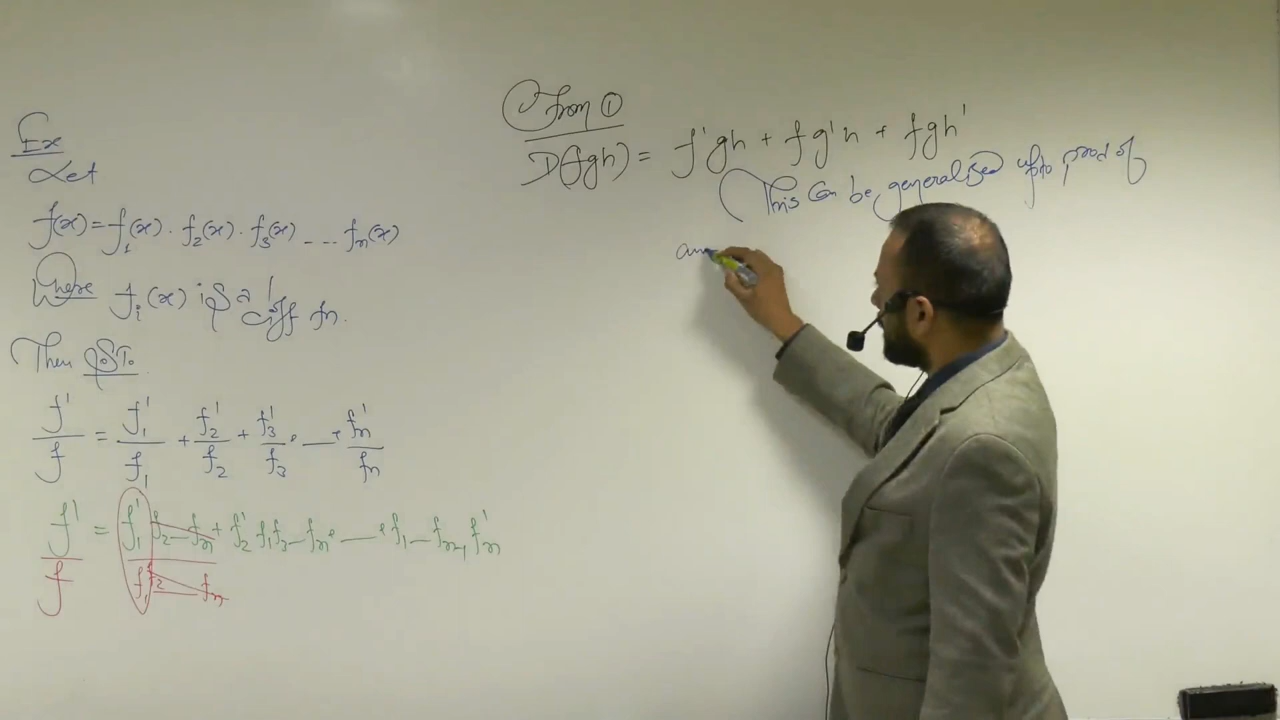 Ex
Let
f(x) = f₁(x) · f₂(x) · f₃(x) --- fₙ(x)
Where fᵢ(x) is a diff fn.
Then P.S.T.
f'/f = f₁'/f₁ + f₂'/f₂ + f₃'/f₃ · — · fₙ'/fₙ
f'/f = f₁' f₂ — fₙ + f₂' f₁ f₃ — fₙ · — · f₁ — fₙ₋₁ fₙ'
f₁ f₂ — fₙ
From ①
D(fgh) = f'gh + fg'h + fgh'
This Can be generalised upto prod of